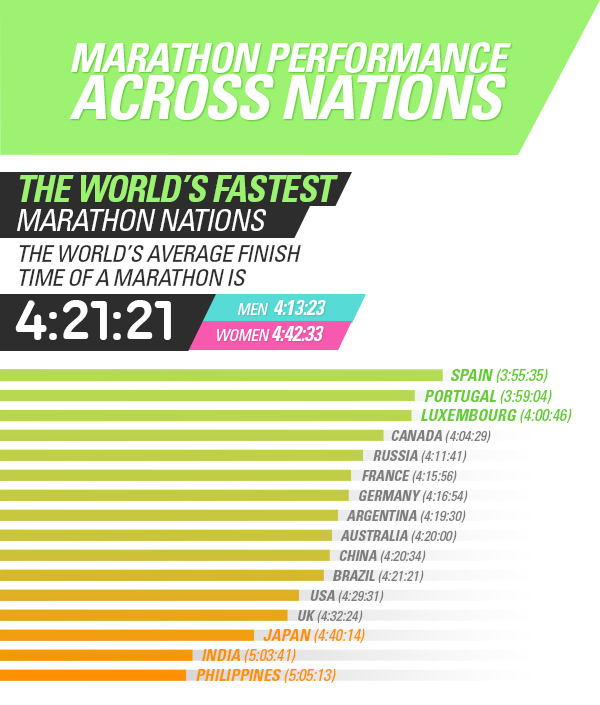 MARATHON PERFORMANCE
ACROSS NATIONS
THE WORLD'S FASTEST
MARATHON NATIONS
THE WORLD'S AVERAGE FINISH
TIME OF A MARATHON IS
4:21:21
MEN 4:13:23
WOMEN 4:42:33
SPAIN (3:55:35)
PORTUGAL (3:59:04)
LUXEMBOURG (4:00:46)
CANADA (4:04:29)
RUSSIA (4:11:41)
FRANCE (4:15:56)
GERMANY (4:16:54)
ARGENTINA (4:19:30)
AUSTRALIA (4:20:00)
CHINA (4:20:34)
BRAZIL (4:21:21)
USA (4:29:31)
UK (4:32:24)
JAPAN (4:40:14)
INDIA (5:03:41)
PHILIPPINES (5:05:13)